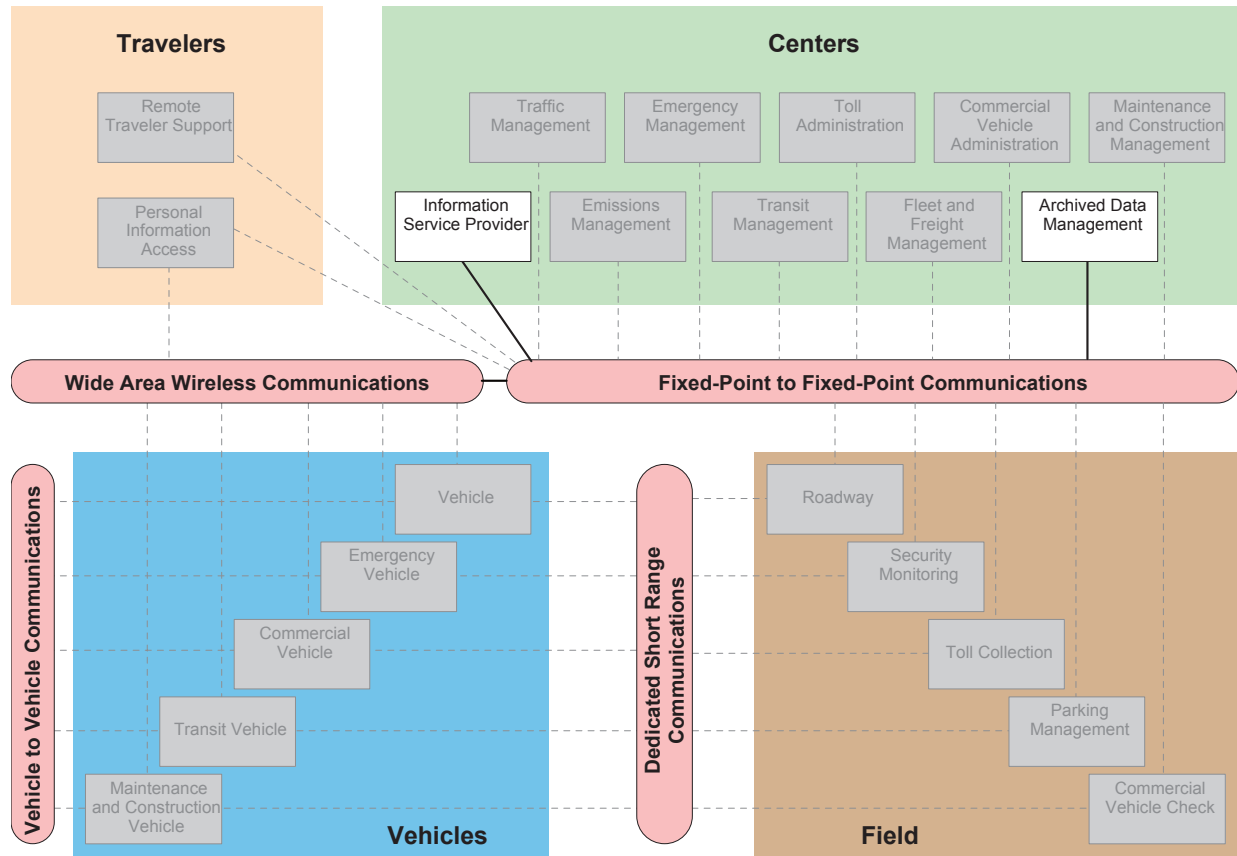 Travelers
Centers
Remote
Traveler Support
Traffic
Management
Emergency
Management
Toll
Administration
Commercial
Vehicle
Administration
Maintenance
and Construction
Management
Personal
Information
Access
Information
Service Provider
Emissions
Management
Transit
Management
Fleet and
Freight
Management
Archived Data
Management
Wide Area Wireless Communications
Fixed-Point to Fixed-Point Communications
Vehicle to Vehicle Communications
Vehicle
Emergency
Vehicle
Commercial
Vehicle
Transit Vehicle
Maintenance
and Construction
Vehicle
Vehicles
Dedicated Short Range
Communications
Roadway
Security
Monitoring
Toll Collection
Parking
Management
Commercial
Vehicle Check
Field